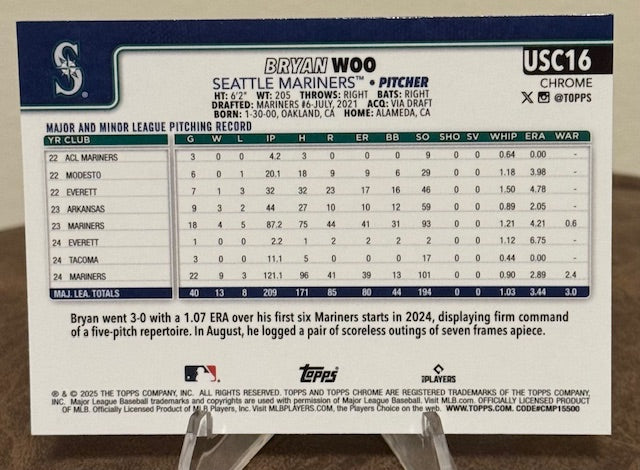 S
BRYAN WOO
USC16
SEATTLE MARINERS™ • PITCHER
CHROME
HT: 6'2" WT: 205 THROWS: RIGHT BATS: RIGHT
X @TOPPS
DRAFTED: MARINERS #6-JULY, 2021 ACQ: VIA DRAFT
BORN: 1-30-00, OAKLAND, CA HOME: ALAMEDA, CA
MAJOR AND MINOR LEAGUE PITCHING RECORD
YR CLUB G W L IP H R ER BB SO SHO SV WHIP ERA WAR
22 ACL MARINERS 3 0 0 4.2 3 0 0 0 9 0 0 0.64 0.00 -
22 MODESTO 6 0 1 20.1 18 9 9 6 29 0 0 1.18 3.98 -
22 EVERETT 7 1 3 32 32 23 17 16 46 0 0 1.50 4.78 -
23 ARKANSAS 9 3 2 44 27 10 10 12 59 0 0 0.89 2.05 -
23 MARINERS 18 4 5 87.2 75 44 41 31 93 0 0 1.21 4.21 0.6
24 EVERETT 1 0 0 2.2 1 2 2 2 2 0 0 1.12 6.75 -
24 TACOMA 3 0 0 11.1 5 0 0 0 17 0 0 0.44 0.00 -
24 MARINERS 22 9 3 121.1 96 41 39 13 101 0 0 0.90 2.89 2.4
MAJ. LEA. TOTALS 40 13 8 209 171 85 80 44 194 0 0 1.03 3.44 3.0
Bryan went 3-0 with a 1.07 ERA over his first six Mariners starts in 2024, displaying firm command
of a five-pitch repertoire. In August, he logged a pair of scoreless outings of seven frames apiece.
Topps
PLAYERS
® & © 2025 THE TOPPS COMPANY, INC. ALL RIGHTS RESERVED. TOPPS AND TOPPS CHROME ARE REGISTERED TRADEMARKS OF THE TOPPS COMPANY,
INC. Major League Baseball trademarks and copyrights are used with permission of Major League Baseball. Visit MLB.com. OFFICIALLY LICENSED PRODUCT
OF MLB. Officially Licensed Product of MLB Players, Inc. Visit MLBPLAYERS.COM, the Players Choice on the web. WWW.TOPPS.COM. CODE#CMP15500